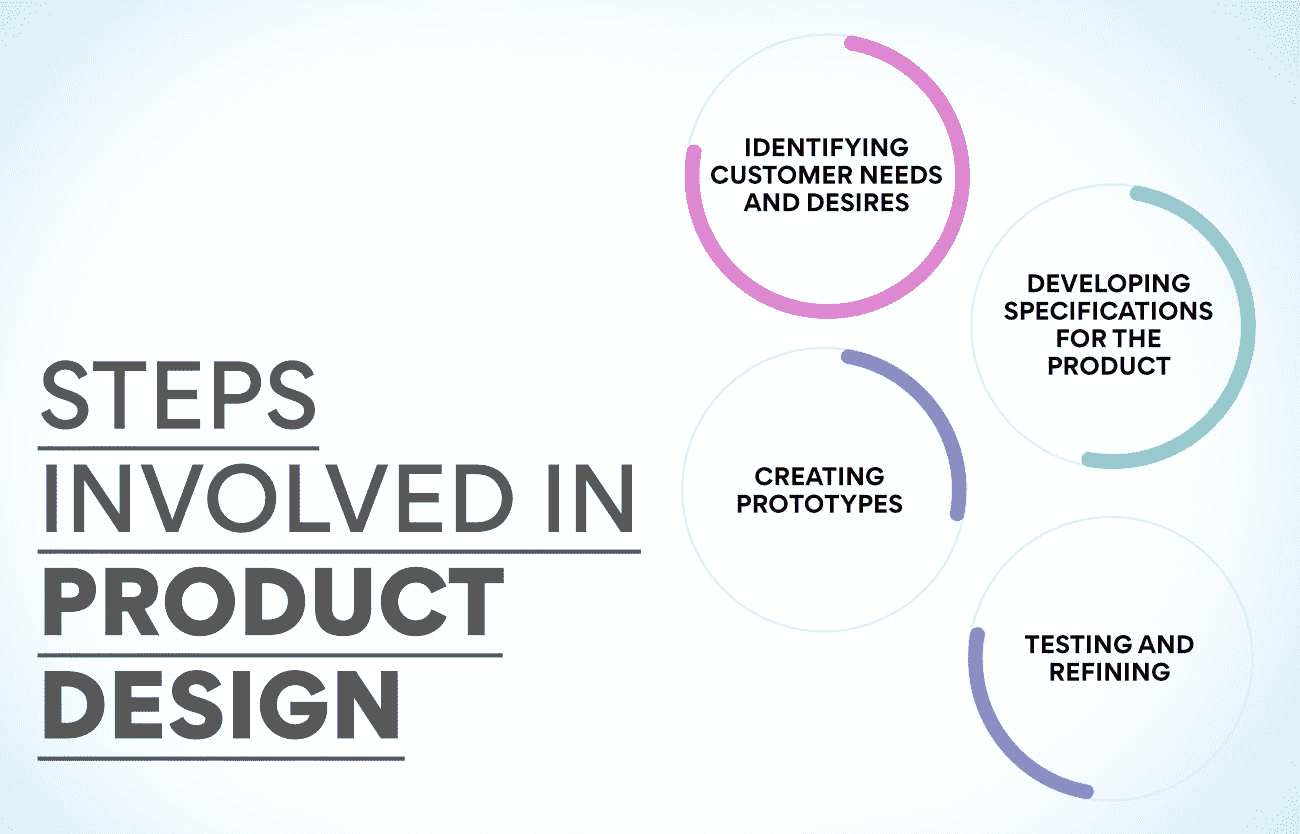 STEPS
INVOLVED IN
PRODUCT
DESIGN
IDENTIFYING
CUSTOMER NEEDS
AND DESIRES
DEVELOPING
SPECIFICATIONS
FOR THE
PRODUCT
CREATING
PROTOTYPES
TESTING AND
REFINING